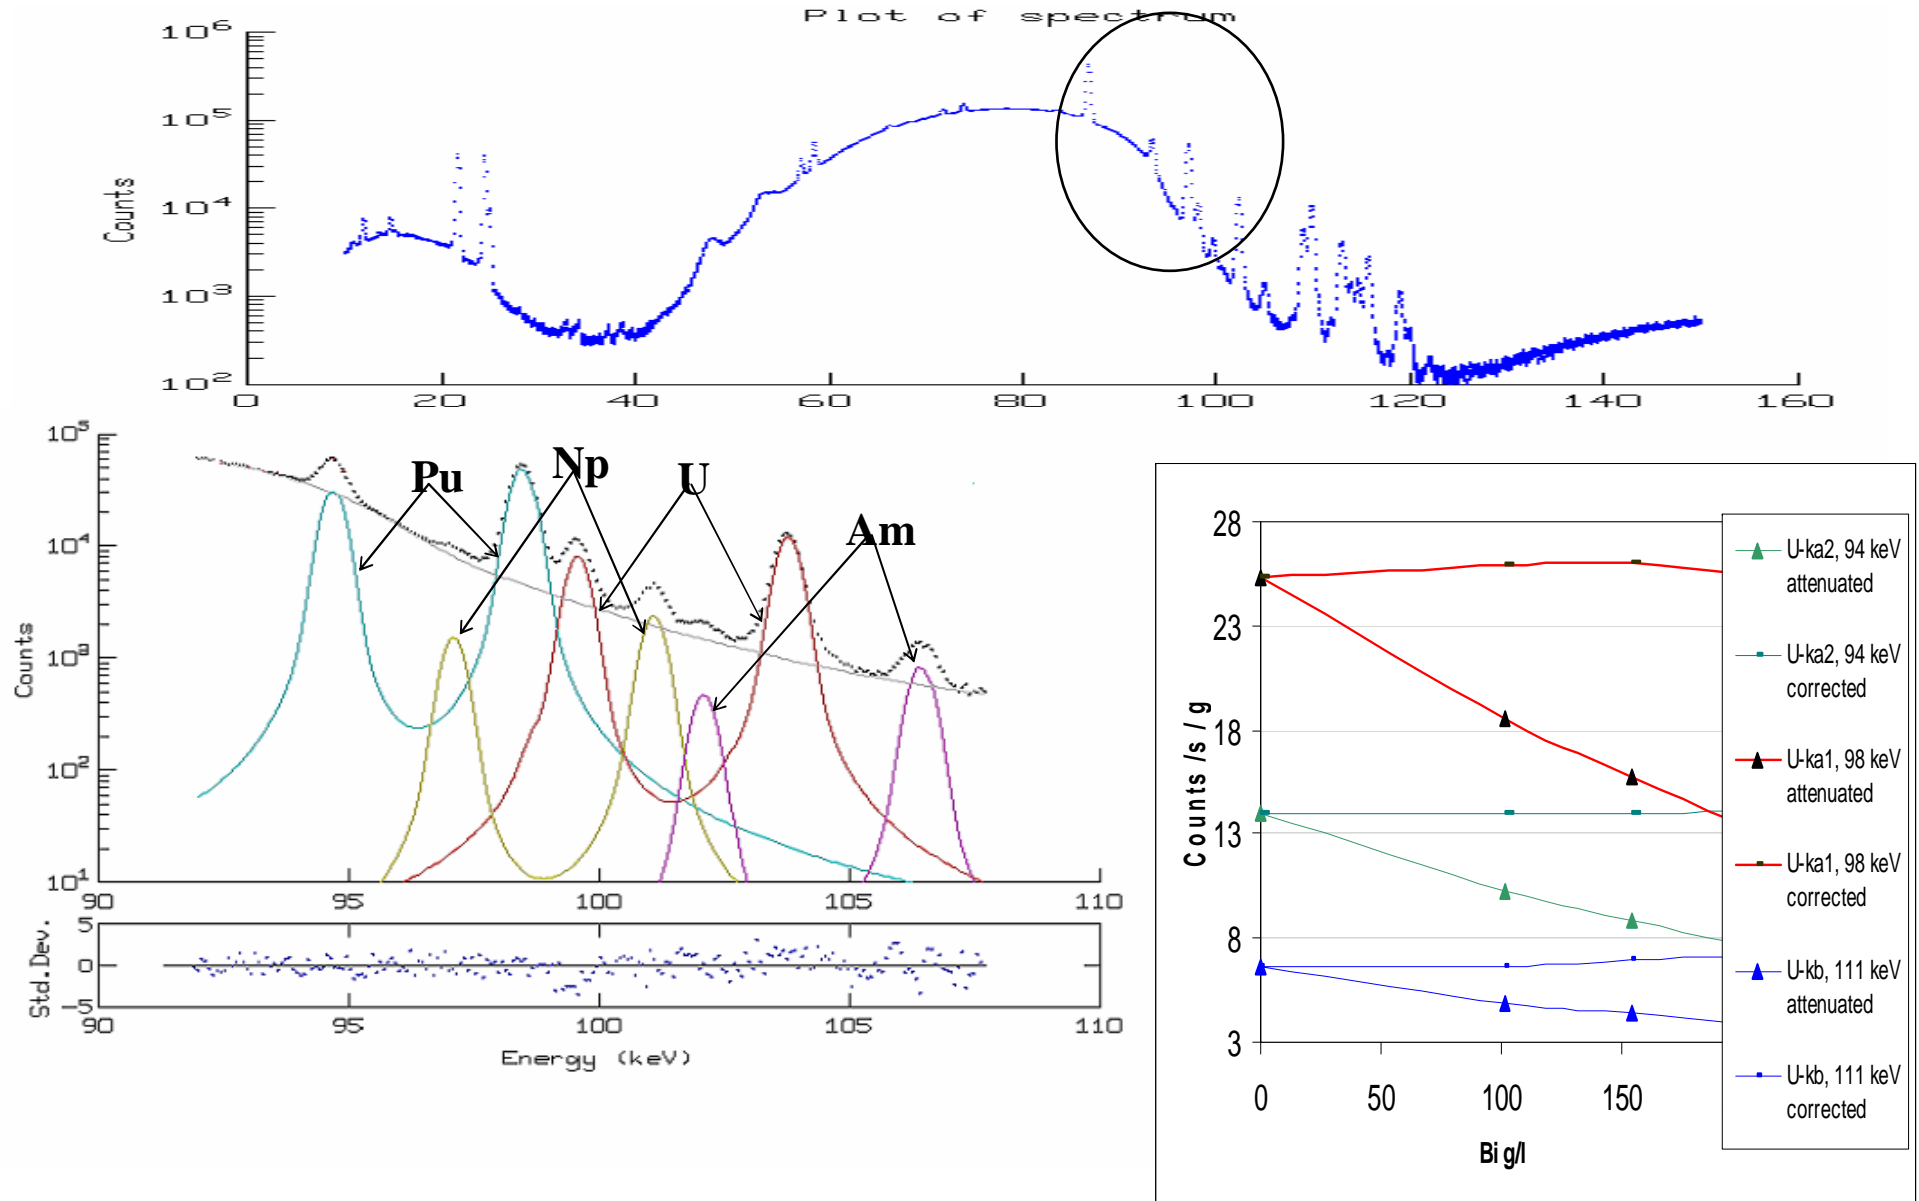 Plot of spectrum
10⁶
10⁵
10⁴
10³
10²
Counts
0 20 40 60 80 100 120 140 160
10⁵
10⁴
10³
10²
10¹
Counts
Pu
Np
U
Am
90 95 100 105 110
5
0
-5
Std.Dev.
90 95 100 105 110
Energy (keV)
28
23
18
13
8
3
Counts /s / g
0 50 100 150
Bi g/l
U-ka2, 94 keV
attenuated
U-ka2, 94 keV
corrected
U-ka1, 98 keV
attenuated
U-ka1, 98 keV
corrected
U-kb, 111 keV
attenuated
U-kb, 111 keV
corrected